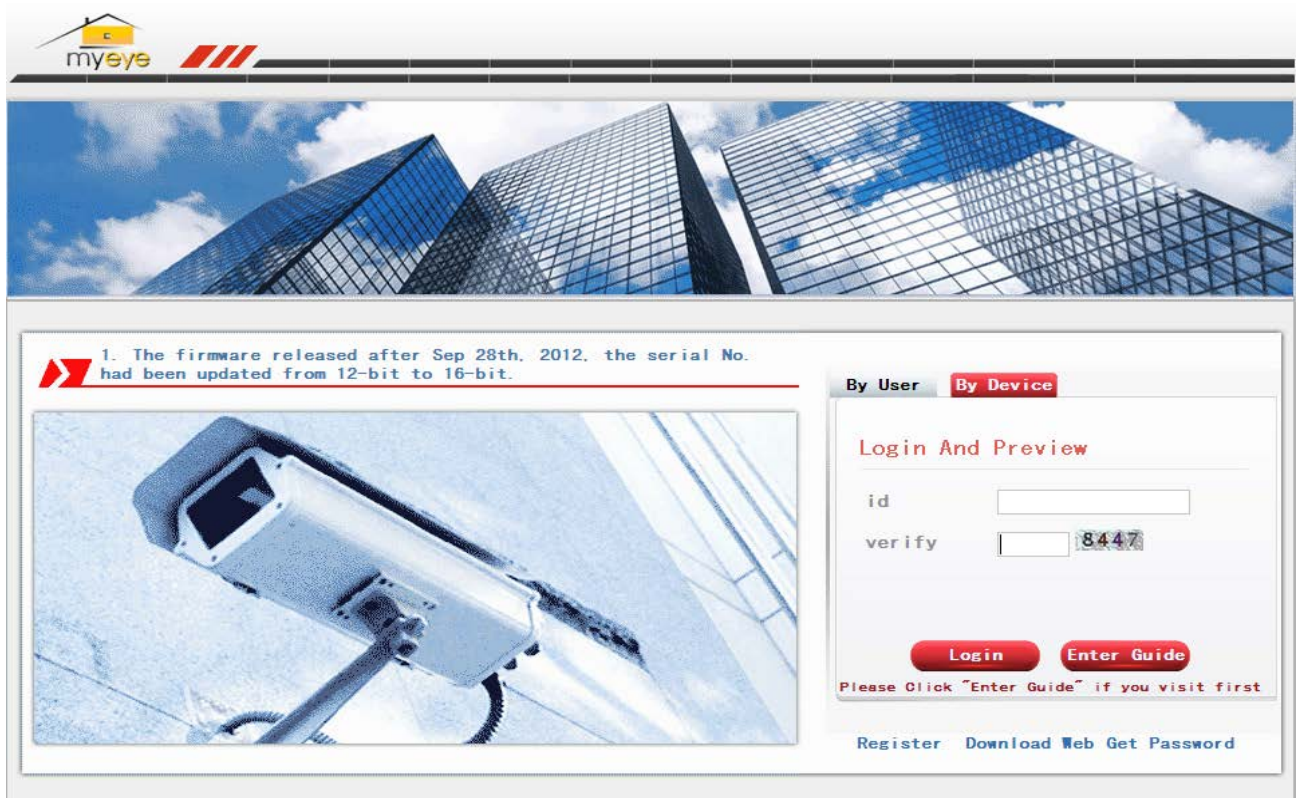 myeye
1. The firmware released after Sep 28th, 2012, the serial No.
had been updated from 12-bit to 16-bit.
By User By Device
Login And Preview
id
verify 8447
Login Enter Guide
Please Click "Enter Guide" if you visit first
Register Download Web Get Password